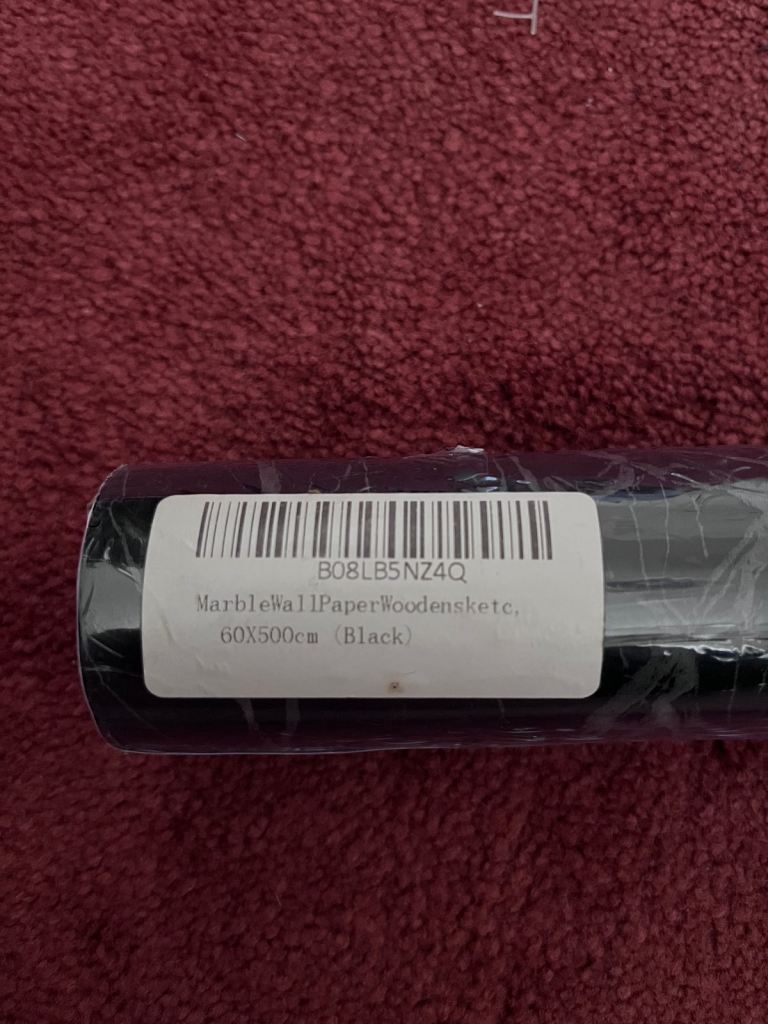 B08LB5NZ4Q
MarbleWallPaperWoodensketc,
60X500cm (Black)